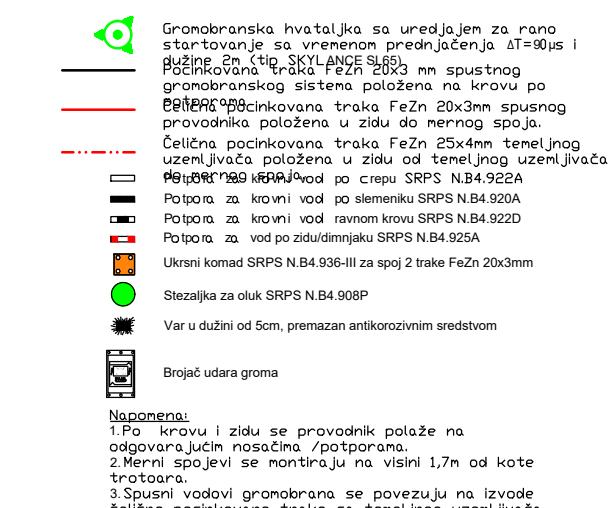 Gromobranska hvataljka sa uredjajem za rano
startovanje sa vremenom prednjačenja ΔT=90µs i
dužine 2m (tip SKYLANCE SL65)
Pocinkovana traka FeZn 20x3 mm spustnog
gromobranskog sistema položena na krovu po
potporama
Čelična pocinkovana traka FeZn 20x3mm spusnog
provodnika položena u zidu do mernog spoja.
Čelična pocinkovana traka FeZn 25x4mm temeljnog
uzemljivača položena u zidu od temeljnog uzemljivača
do mernog spoja.
Potpora za krovni vod po crepu SRPS N.B4.922A
Potpora za krovni vod po slemeniku SRPS N.B4.920A
Potpora za krovni vod ravnom krovu SRPS N.B4.922D
Potpora za vod po zidu/dimnjaku SRPS N.B4.925A
Ukrsni komad SRPS N.B4.936-III za spoj 2 trake FeZn 20x3mm
Stezaljka za oluk SRPS N.B4.908P
Var u dužini od 5cm, premazan antikorozivnim sredstvom
Brojač udara groma
Napomena:
1.Po krovu i zidu se provodnik polaže na
odgovarajućim nosačima /potporama.
2.Merni spojevi se montiraju na visini 1,7m od kote
trotoara.
3.Spusni vodovi gromobrana se povezuju na izvode